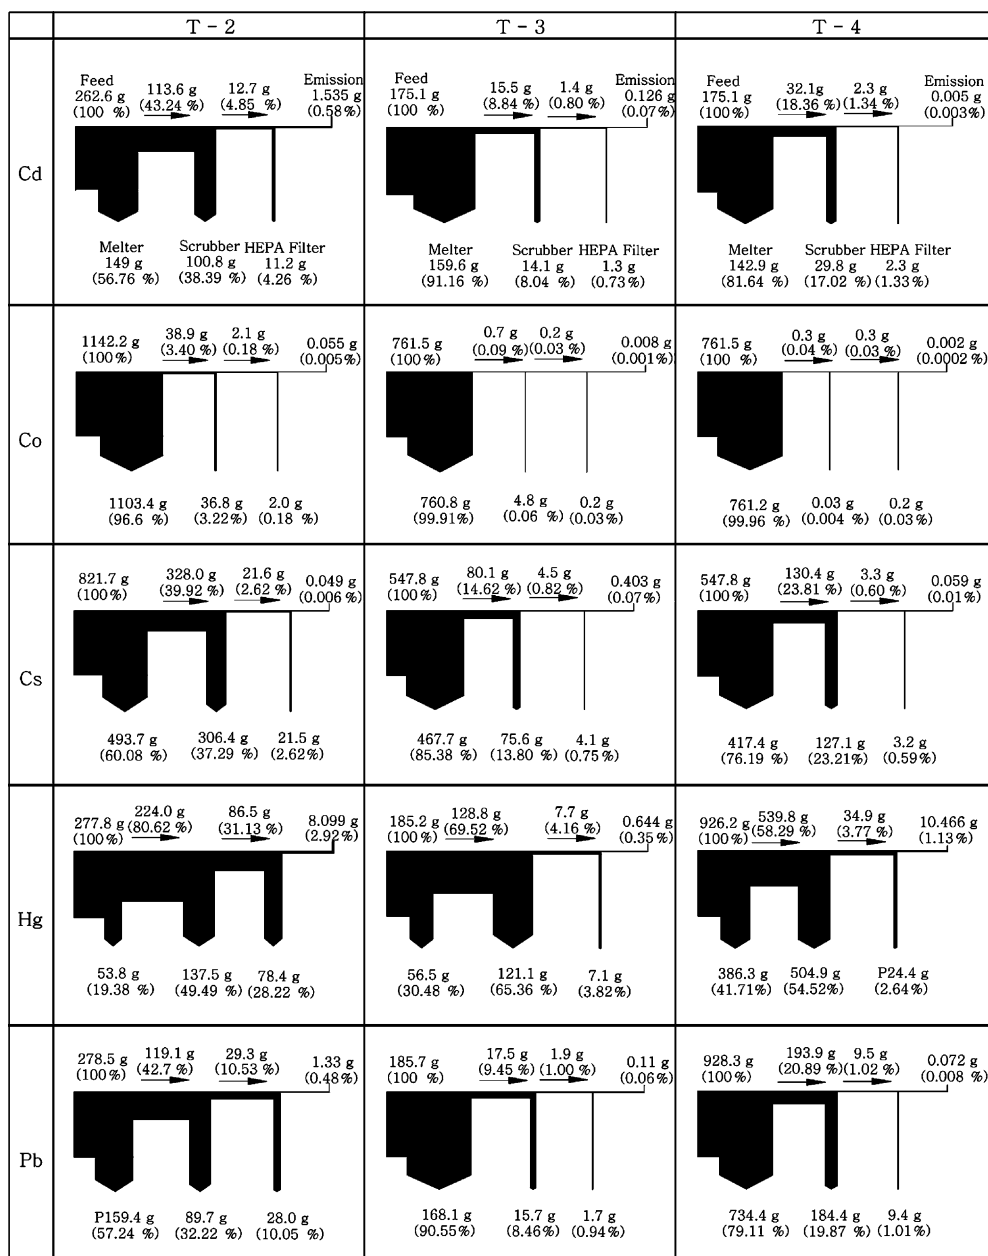 T - 2 T - 3 T - 4
Cd
Feed 113.6 g 12.7 g Emission
262.6 g (43.24 %) (4.85 %) 1.535 g
(100 %) (0.58%)
Melter Scrubber HEPA Filter
149 g 100.8 g 11.2 g
(56.76 %) (38.39 %) (4.26 %)
Feed 15.5 g 1.4 g Emission
175.1 g (8.84 %) (0.80 %) 0.126 g
(100 %) (0.07%)
Melter Scrubber HEPA Filter
159.6 g 14.1 g 1.3 g
(91.16 %) (8.04 %) (0.73%)
Feed 32.1g 2.3 g Emission
175.1 g (18.36 %) (1.34 %) 0.005 g
(100 %) (0.003%)
Melter Scrubber HEPA Filter
142.9 g 29.8 g 2.3 g
(81.64 %) (17.02 %) (1.33%)
Co
1142.2 g 38.9 g 2.1 g 0.055 g
(100%) (3.40 %) (0.18 %) (0.005%)
1103.4 g 36.8 g 2.0 g
(96.6 %) (3.22%) (0.18 %)
761.5 g 0.7 g 0.2 g 0.008 g
(100%) (0.09 %) (0.03 %) (0.001%)
760.8 g 4.8 g 0.2 g
(99.91%) (0.06 %) (0.03%)
761.5 g 0.3 g 0.3 g 0.002 g
(100 %) (0.04 %) (0.03 %) (0.0002 %)
761.2 g 0.03 g 0.2 g
(99.96 %) (0.004 %) (0.03 %)
Cs
821.7 g 328.0 g 21.6 g 0.049 g
(100%) (39.92 %) (2.62 %) (0.006%)
493.7 g 306.4 g 21.5 g
(60.08 %) (37.29 %) (2.62%)
547.8 g 80.1 g 4.5 g 0.403 g
(100%) (14.62 %) (0.82 %) (0.07%)
467.7 g 75.6 g 4.1 g
(85.38 %) (13.80 %) (0.75%)
547.8 g 130.4 g 3.3 g 0.059 g
(100%) (23.81 %) (0.60 %) (0.01%)
417.4 g 127.1 g 3.2 g
(76.19 %) (23.21%) (0.59%)
Hg
277.8 g 224.0 g 86.5 g 8.099 g
(100%) (80.62 %) (31.13 %) (2.92%)
53.8 g 137.5 g 78.4 g
(19.38 %) (49.49 %) (28.22 %)
185.2 g 128.8 g 7.7 g 0.644 g
(100%) (69.52 %) (4.16 %) (0.35%)
56.5 g 121.1 g 7.1 g
(30.48 %) (65.36 %) (3.82%)
926.2 g 539.8 g 34.9 g 10.466 g
(100%) (58.29 %) (3.77 %) (1.13%)
386.3 g 504.9 g P24.4 g
(41.71%) (54.52%) (2.64%)
Pb
278.5 g 119.1 g 29.3 g 1.33 g
(100%) (42.7 %) (10.53 %) (0.48%)
P159.4 g 89.7 g 28.0 g
(57.24 %) (32.22 %) (10.05 %)
185.7 g 17.5 g 1.9 g 0.11 g
(100 %) (9.45 %) (1.00 %) (0.06%)
168.1 g 15.7 g 1.7 g
(90.55%) (8.46%) (0.94%)
928.3 g 193.9 g 9.5 g 0.072 g
(100%) (20.89 %) (1.02 %) (0.008 %)
734.4 g 184.4 g 9.4 g
(79.11 %) (19.87 %) (1.01%)